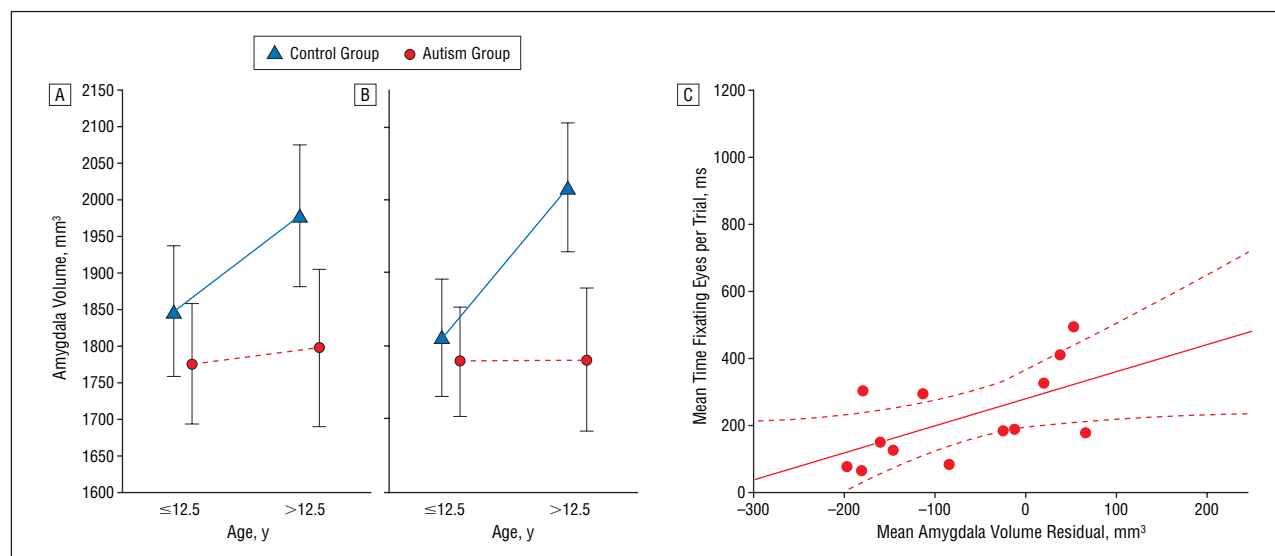 Control Group
Autism Group
A
B
C
Amygdala Volume, mm³
2150
2100
2050
2000
1950
1900
1850
1800
1750
1700
1650
1600
≤12.5
>12.5
Age, y
≤12.5
>12.5
Age, y
Mean Time Fixating Eyes per Trial, ms
1200
1000
800
600
400
200
0
–300
–200
–100
0
100
200
Mean Amygdala Volume Residual, mm³